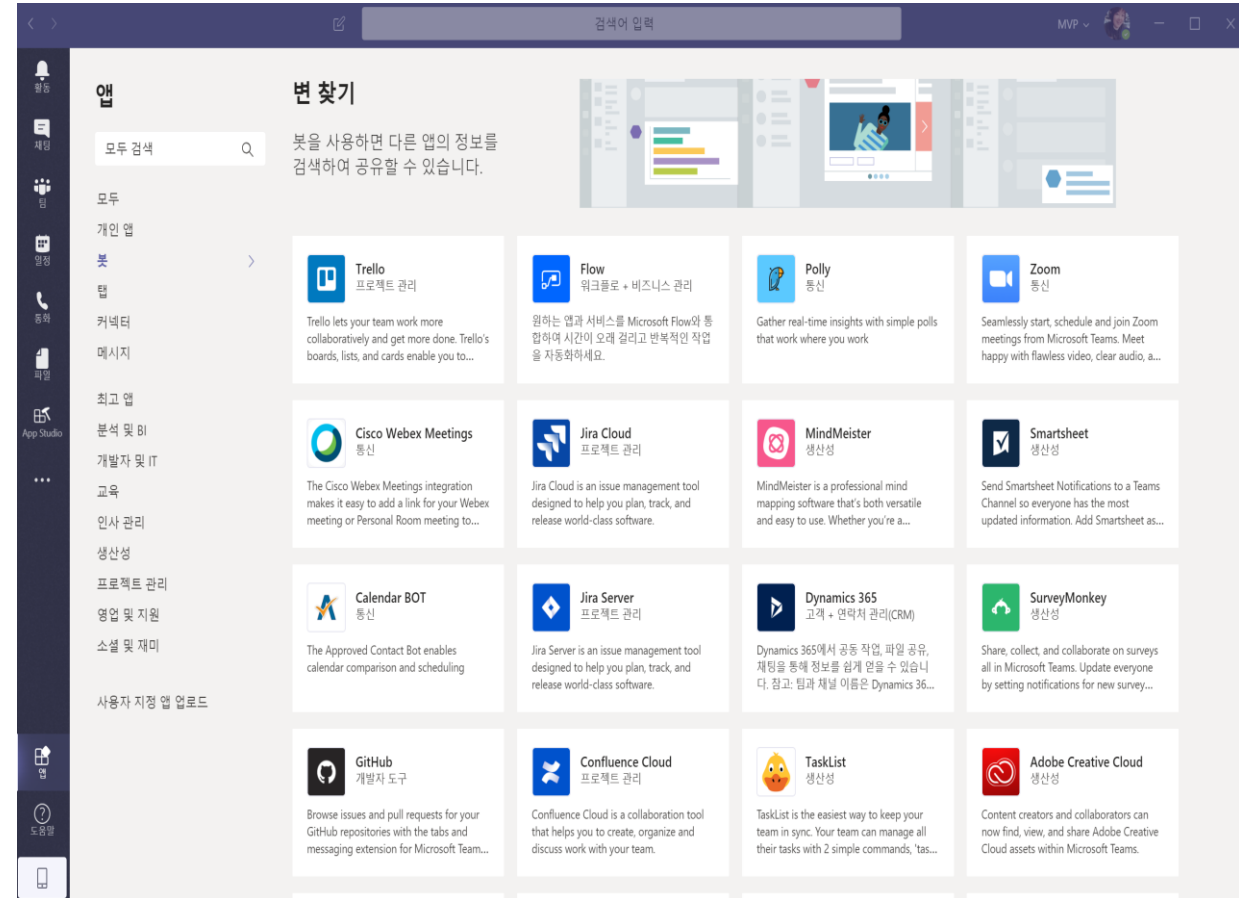 검색어 입력
MVP
활동
채팅
팀
일정
통화
파일
App Studio
앱
도움말
앱
모두 검색
모두
개인 앱
봇
탭
커넥터
메시지
최고 앱
분석 및 BI
개발자 및 IT
교육
인사 관리
생산성
프로젝트 관리
영업 및 지원
소셜 및 재미
사용자 지정 앱 업로드
변 찾기
봇을 사용하면 다른 앱의 정보를
검색하여 공유할 수 있습니다.
Trello
프로젝트 관리
Trello lets your team work more
collaboratively and get more done. Trello's
boards, lists, and cards enable you to...
Flow
워크플로 + 비즈니스 관리
원하는 앱과 서비스를 Microsoft Flow와 통
합하여 시간이 오래 걸리고 반복적인 작업
을 자동화하세요.
Polly
통신
Gather real-time insights with simple polls
that work where you work
Zoom
통신
Seamlessly start, schedule and join Zoom
meetings from Microsoft Teams. Meet
happy with flawless video, clear audio, a...
Cisco Webex Meetings
통신
The Cisco Webex Meetings integration
makes it easy to add a link for your Webex
meeting or Personal Room meeting to...
Jira Cloud
프로젝트 관리
Jira Cloud is an issue management tool
designed to help you plan, track, and
release world-class software.
MindMeister
생산성
MindMeister is a professional mind
mapping software that's both versatile
and easy to use. Whether you're a...
Smartsheet
생산성
Send Smartsheet Notifications to a Teams
Channel so everyone has the most
updated information. Add Smartsheet as...
Calendar BOT
통신
The Approved Contact Bot enables
calendar comparison and scheduling
Jira Server
프로젝트 관리
Jira Server is an issue management tool
designed to help you plan, track, and
release world-class software.
Dynamics 365
고객 + 연락처 관리(CRM)
Dynamics 365에서 공동 작업, 파일 공유,
채팅을 통해 정보를 쉽게 얻을 수 있습니
다. 참고: 팀과 채널 이름은 Dynamics 36...
SurveyMonkey
생산성
Share, collect, and collaborate on surveys
all in Microsoft Teams. Update everyone
by setting notifications for new survey...
GitHub
개발자 도구
Browse issues and pull requests for your
GitHub repositories with the tabs and
messaging extension for Microsoft Team...
Confluence Cloud
프로젝트 관리
Confluence Cloud is a collaboration tool
that helps you to create, organize and
discuss work with your team.
TaskList
생산성
TaskList is the easiest way to keep your
team in sync. Your team can manage all
their tasks with 2 simple commands, 'tas...
Adobe Creative Cloud
생산성
Content creators and collaborators can
now find, view, and share Adobe Creative
Cloud assets within Microsoft Teams.